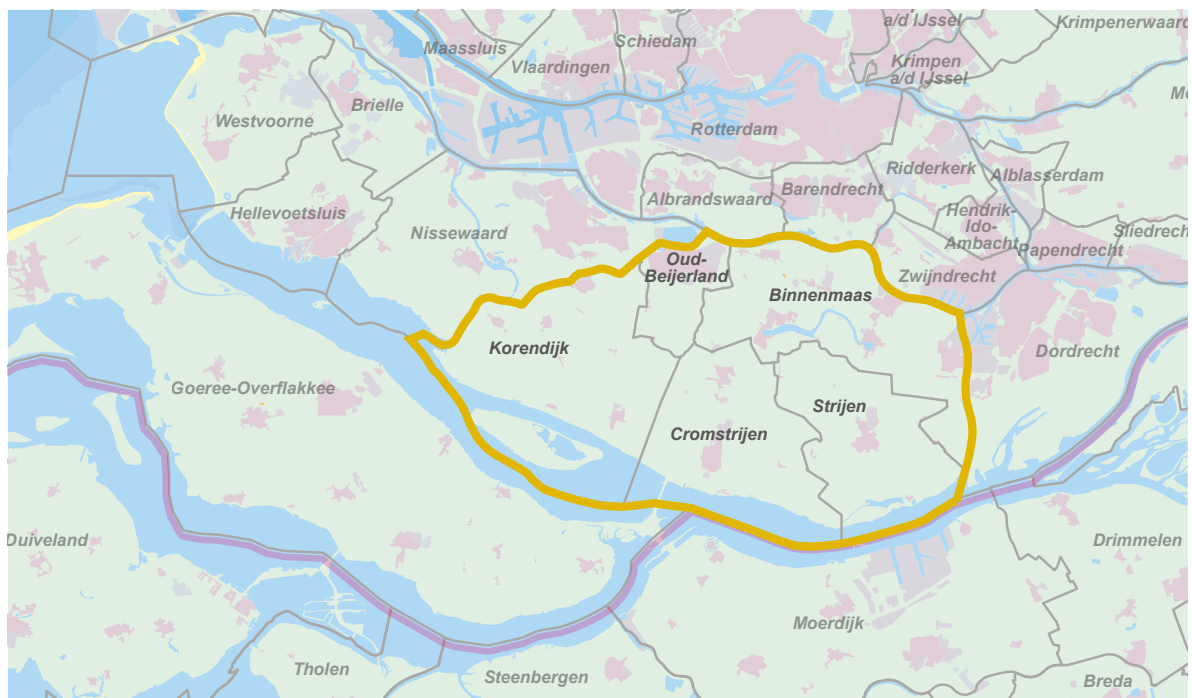 a/d IJssel
Krimpenerwaard
Maassluis
Schiedam
Vlaardingen
Krimpen
a/d IJssel
Brielle
Westvoorne
Rotterdam
Ridderkerk
Alblasserdam
Albrandswaard
Barendrecht
Hellevoetsluis
Nissewaard
Hendrik-
Ido-
Ambacht
Papendrecht
Sliedrecht
Oud-
Beijerland
Zwijndrecht
Binnenmaas
Korendijk
Dordrecht
Goeree-Overflakkee
Strijen
Cromstrijen
Duiveland
Drimmelen
Moerdijk
Tholen
Steenbergen
Breda